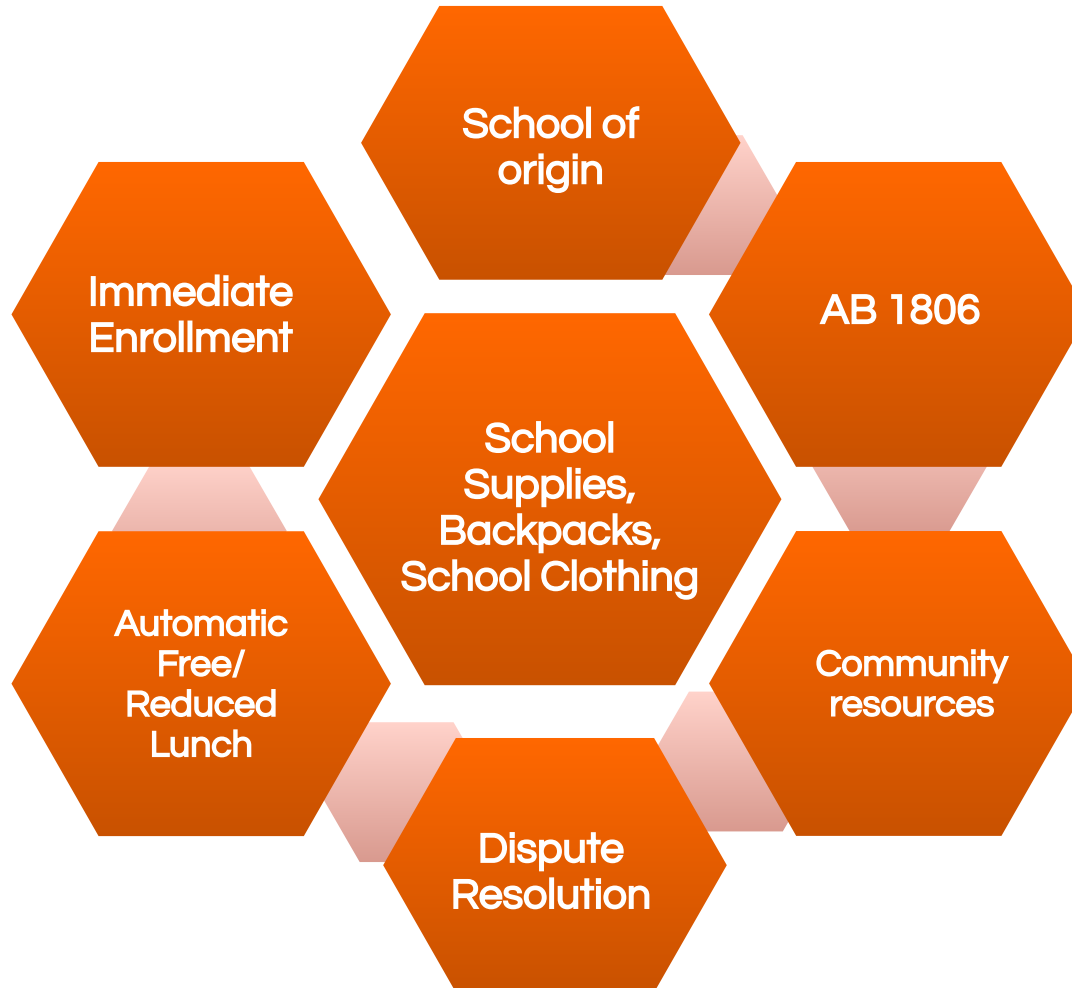 School of
origin
Immediate
Enrollment
AB 1806
School
Supplies,
Backpacks,
School Clothing
Automatic
Free/
Reduced
Lunch
Community
resources
Dispute
Resolution